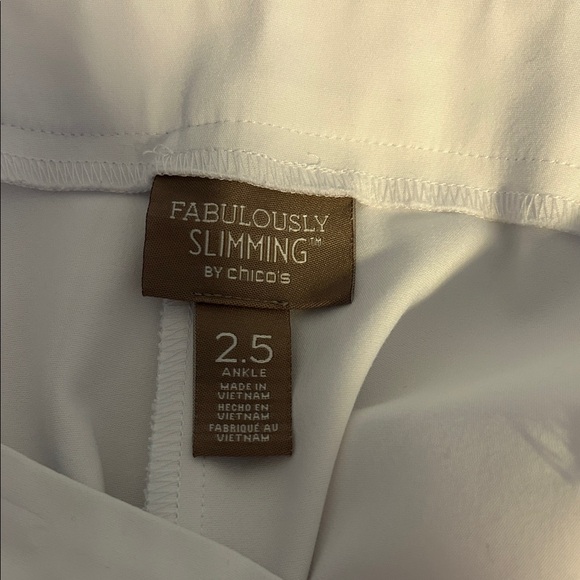 FABULOUSLY
SLIMMING™
BY chico's
2.5
ANKLE
MADE IN
VIETNAM
HECHO EN
VIETNAM
FABRIQUÉ AU
VIETNAM